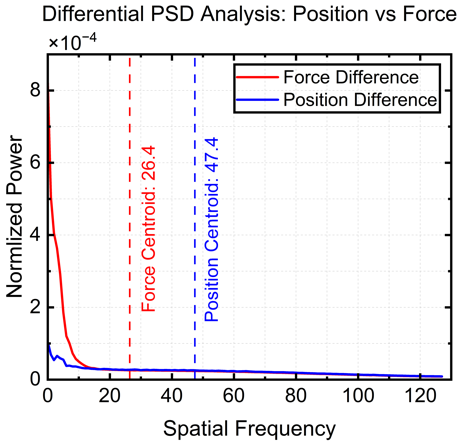 Differential PSD Analysis: Position vs Force
×10⁻⁴
8
6
4
2
0
Normlized Power
Force Difference
Position Difference
Force Centroid: 26.4
Position Centroid: 47.4
0 20 40 60 80 100 120
Spatial Frequency